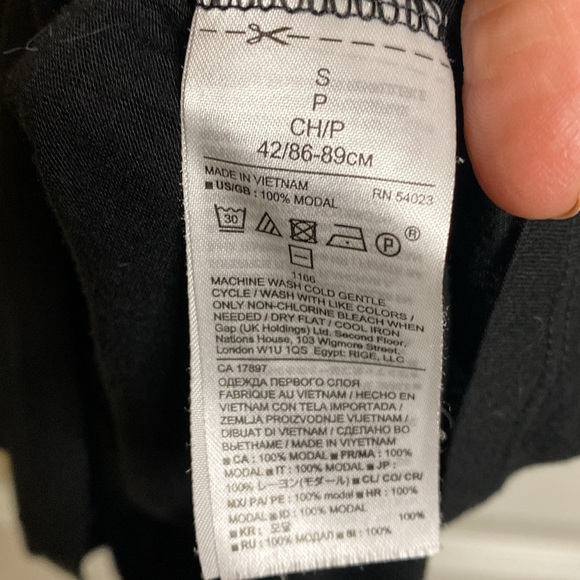 S
P
CH/P
42/86-89CM
MADE IN VIETNAM RN 54023
■ US/GB : 100% MODAL
30
P ®
1166
MACHINE WASH COLD GENTLE
CYCLE / WASH WITH LIKE COLORS /
ONLY NON-CHLORINE BLEACH WHEN
NEEDED / DRY FLAT / COOL IRON
Gap (UK Holdings) Ltd. Second Floor,
Nations House, 103 Wigmore Street,
London W1U 1QS Egypt: RIGE, LLC
CA 17897
ОДЕЖДА ПЕРВОГО СЛОЯ
FABRIQUÉ AU VIETNAM / HECHO EN
VIETNAM CON TELA IMPORTADA /
ZEMLJA PROIZVODNJE VIJETNAM /
DIBUAT DI VIETNAM / СДЕЛАНО ВО
ВЬЕТНАМЕ / MADE IN VIYETNAM
■ CA : 100% MODAL ■ FR/MA : 100%
MODAL ■ IT : 100% MODAL ■ JP :
100% レーヨン(モダール) ■ CL/ CO/ CR/
MX/ PA/ PE : 100% modal ■ HR : 100%
MODAL ■ ID : 100% MODAL
■ KR : 모달 100%
■ RU : 100% МОДАЛ ■ BI : 100%